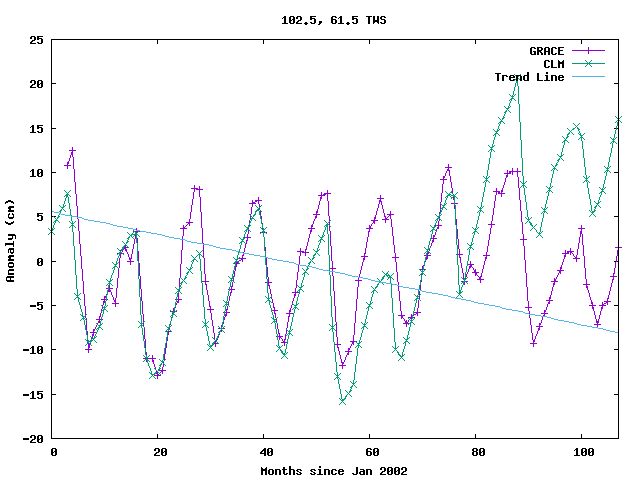 102.5, 61.5 TWS
GRACE
CLM
Trend Line
25
20
15
10
5
0
-5
-10
-15
-20
Anomaly (cm)
0 20 40 60 80 100
Months since Jan 2002